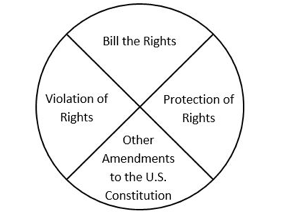 Bill the Rights
Violation of
Rights
Protection of
Rights
Other
Amendments
to the U.S.
Constitution